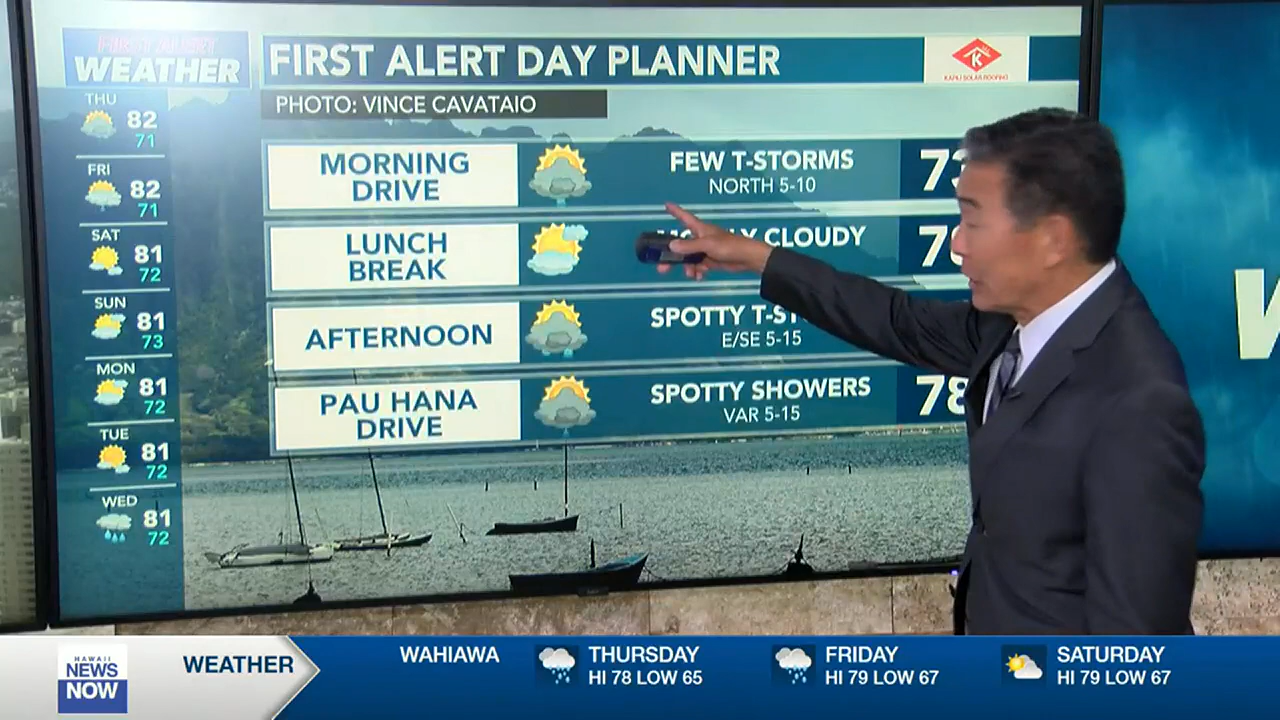 FIRST ALERT
WEATHER
FIRST ALERT DAY PLANNER
K
PHOTO: VINCE CAVATAIO
THU
82
71
FRI
82
71
SAT
81
72
SUN
81
73
MON
81
72
TUE
81
72
WED
81
72
MORNING
DRIVE
FEW T-STORMS
NORTH 5-10
LUNCH
BREAK
CLOUDY
AFTERNOON
SPOTTY
E/SE 5-15
PAU HANA
DRIVE
SPOTTY SHOWERS
VAR 5-15
78
HAWAII
NEWS
NOW
WEATHER
WAHIAWA
THURSDAY
HI 78 LOW 65
FRIDAY
HI 79 LOW 67
SATURDAY
HI 79 LOW 67